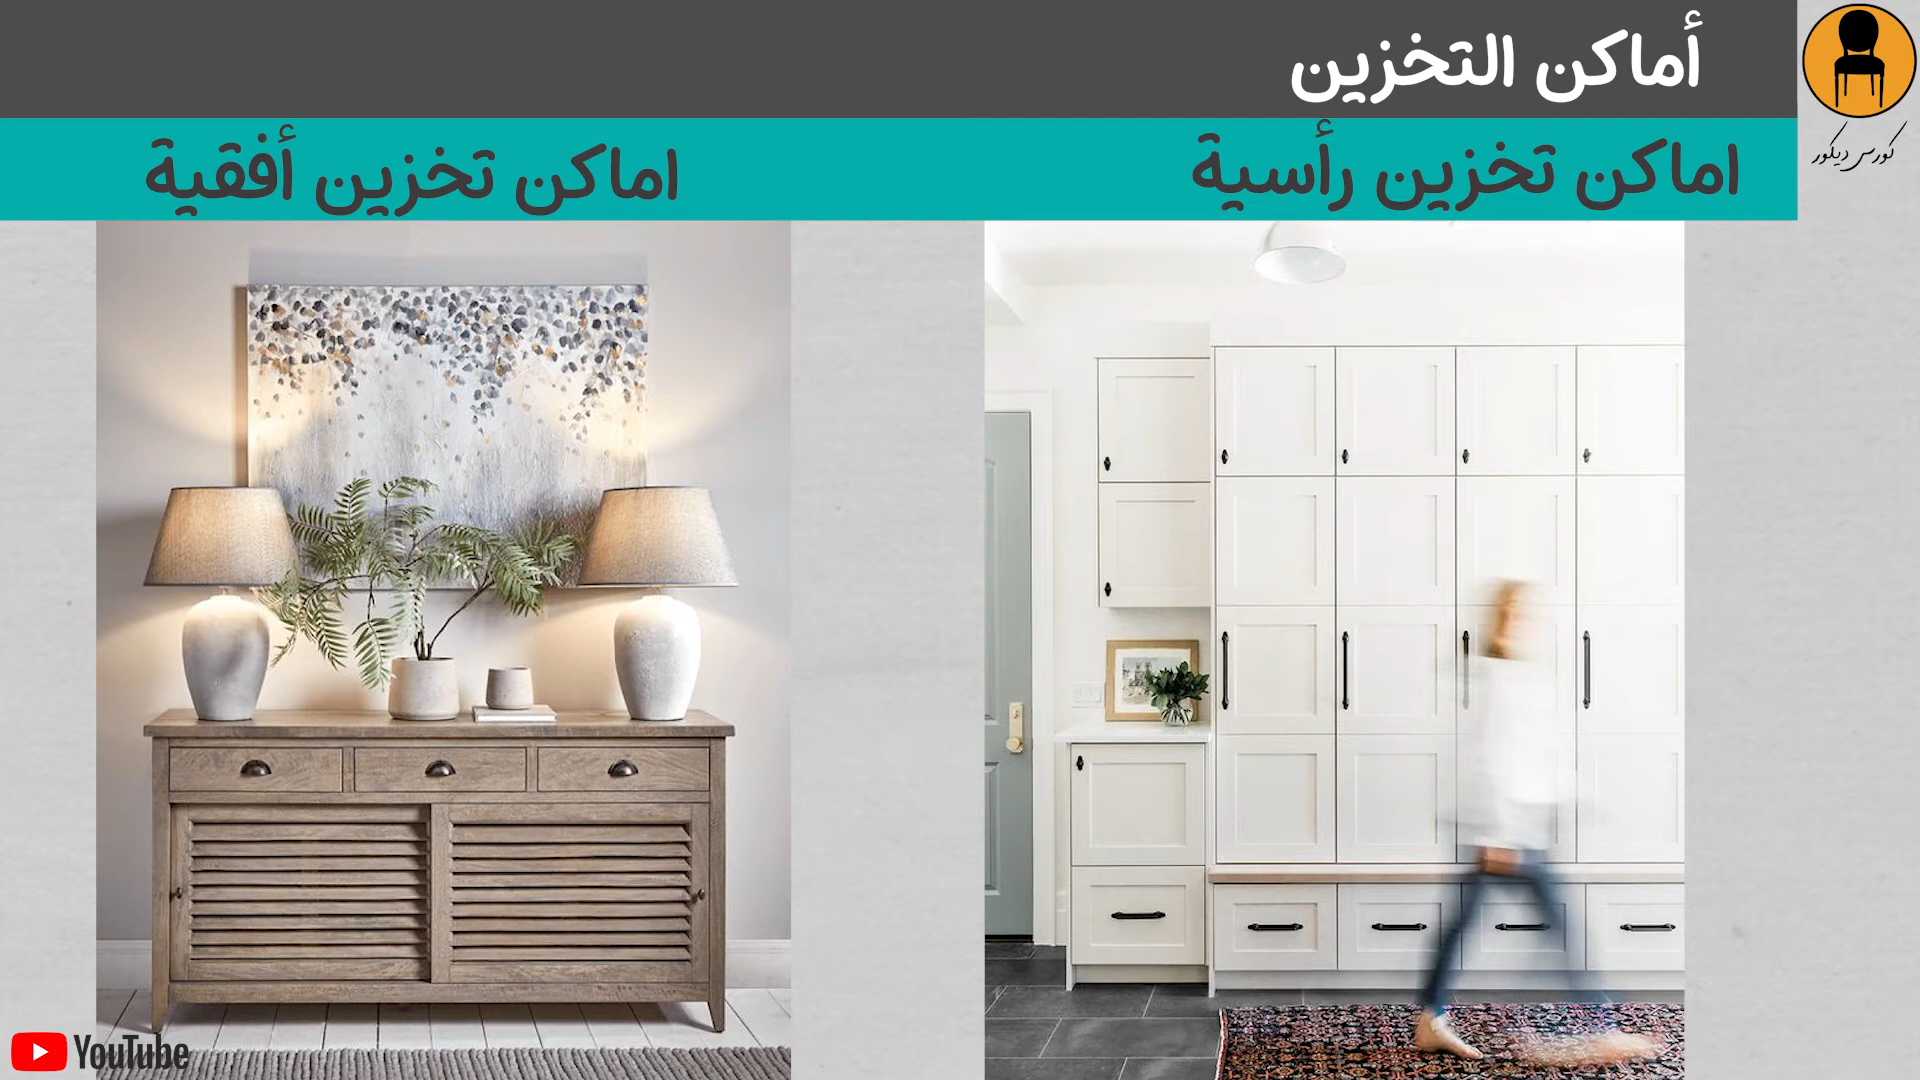 أماكن التخزين
اماكن تخزين رأسية
اماكن تخزين أفقية
كورس ديكور
YouTube